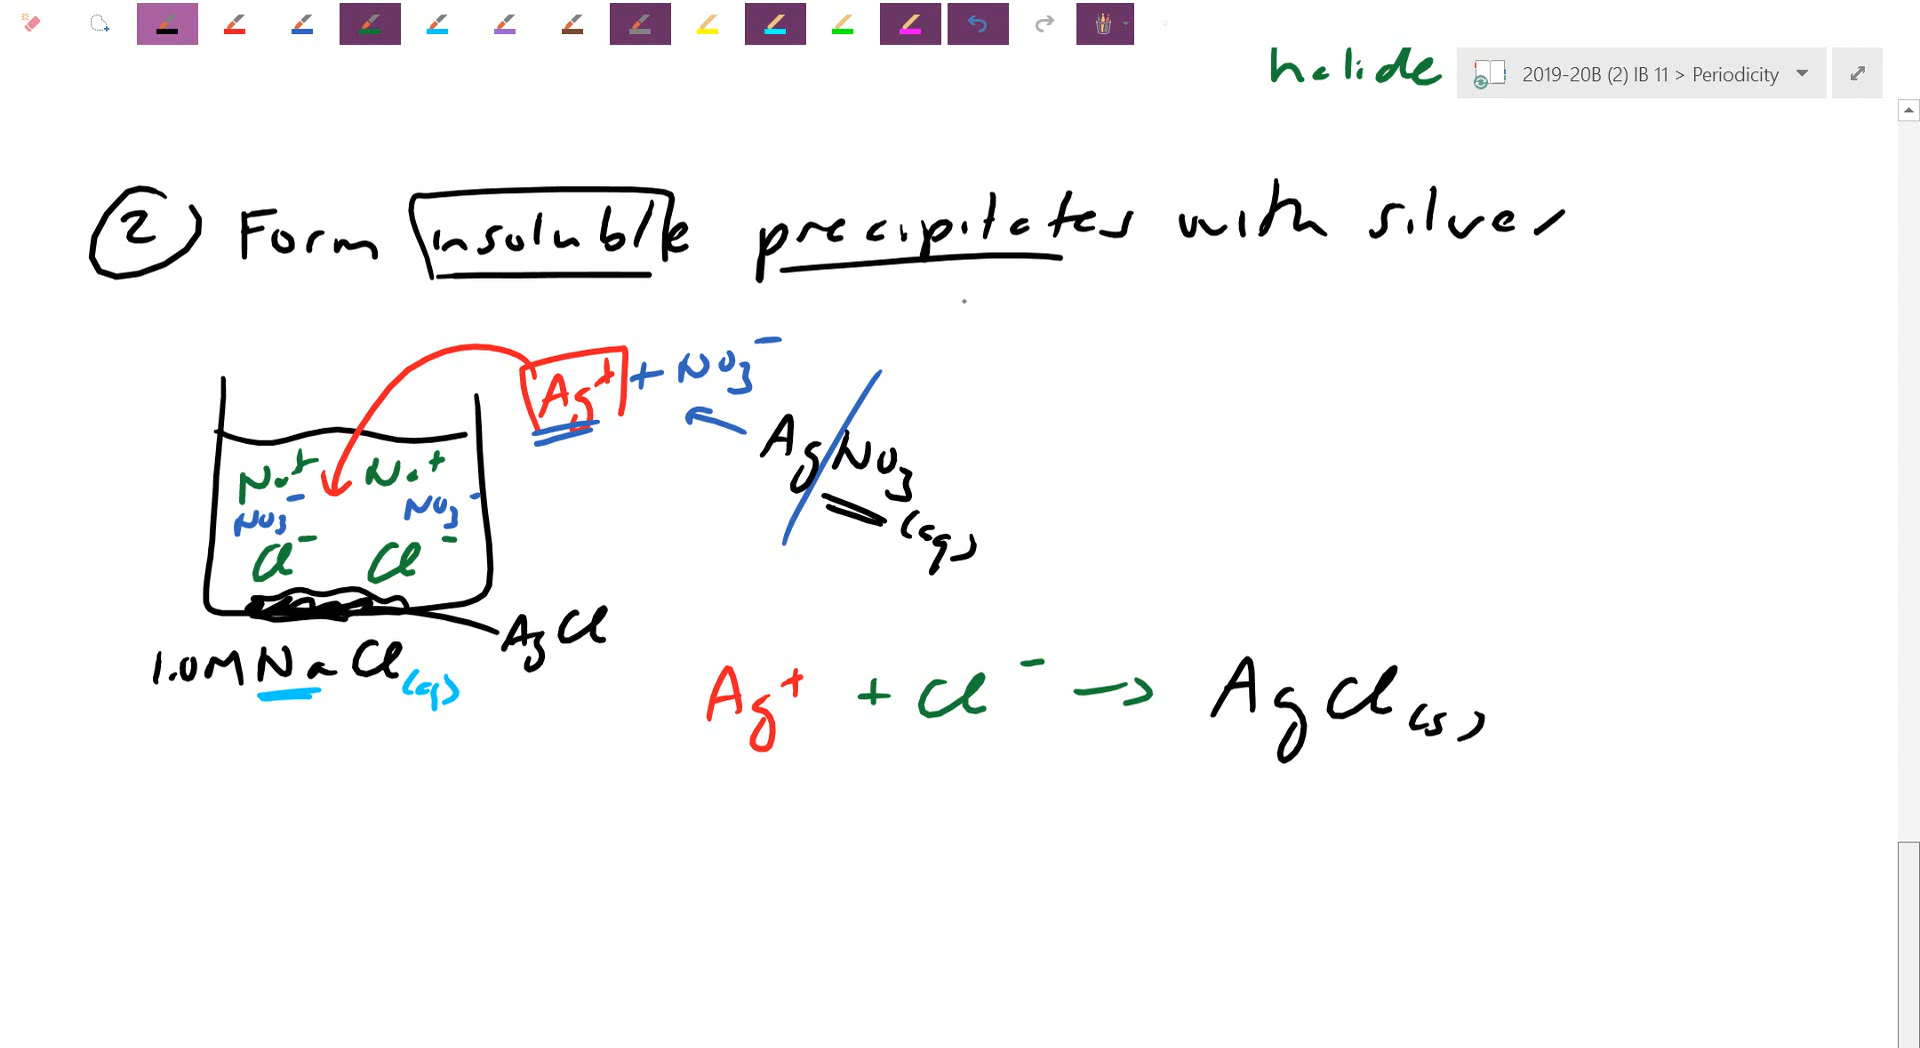 halide
2019-20B (2) IB 11 > Periodicity
② Form insoluble precipitates with silver
Ag⁺ + NO₃⁻
AgNO₃ (aq)
Na⁺ Na⁺
NO₃⁻ NO₃⁻
Cl⁻ Cl⁻
AgCl
1.0M NaCl (aq)
Ag⁺ + Cl⁻ → AgCl (s)